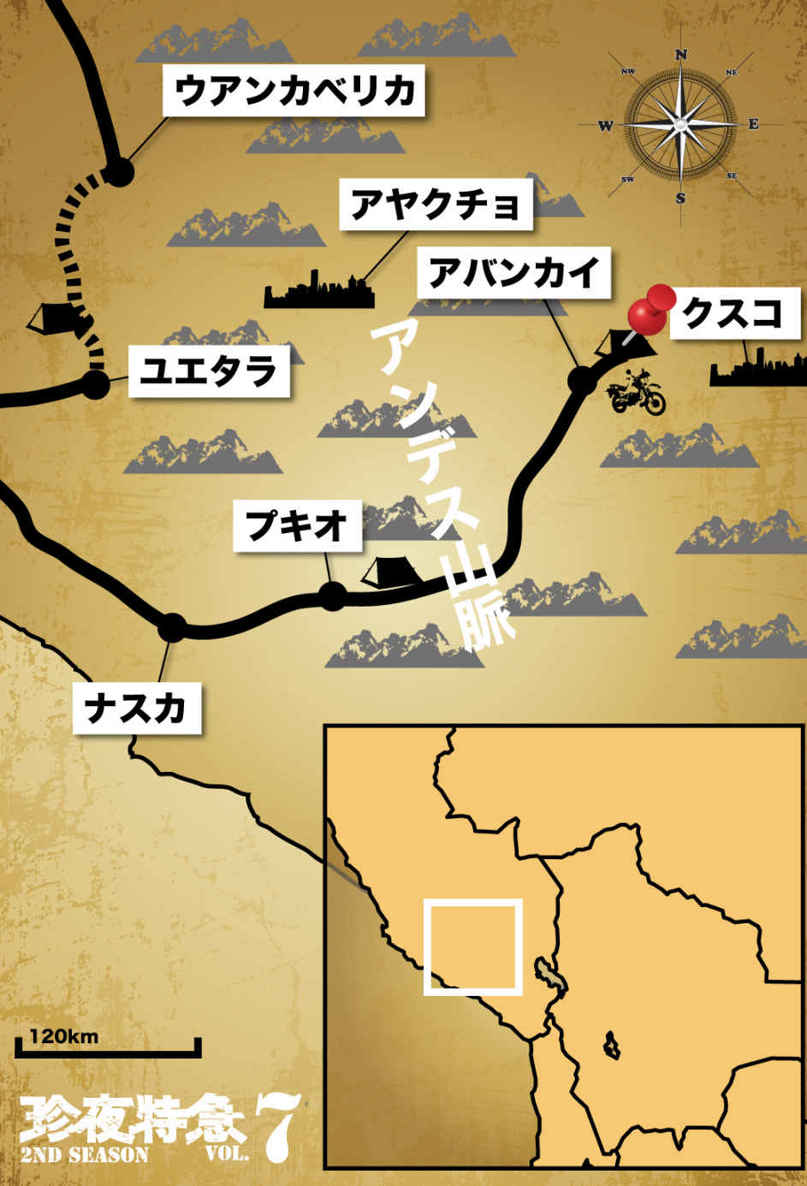 ウアンカベリカ
N
NW
NE
W
E
SW
SE
S
アヤクチョ
アバンカイ
クスコ
アンデス山脈
ユエタラ
プキオ
ナスカ
120km
珍夜特急7
2ND SEASON VOL.